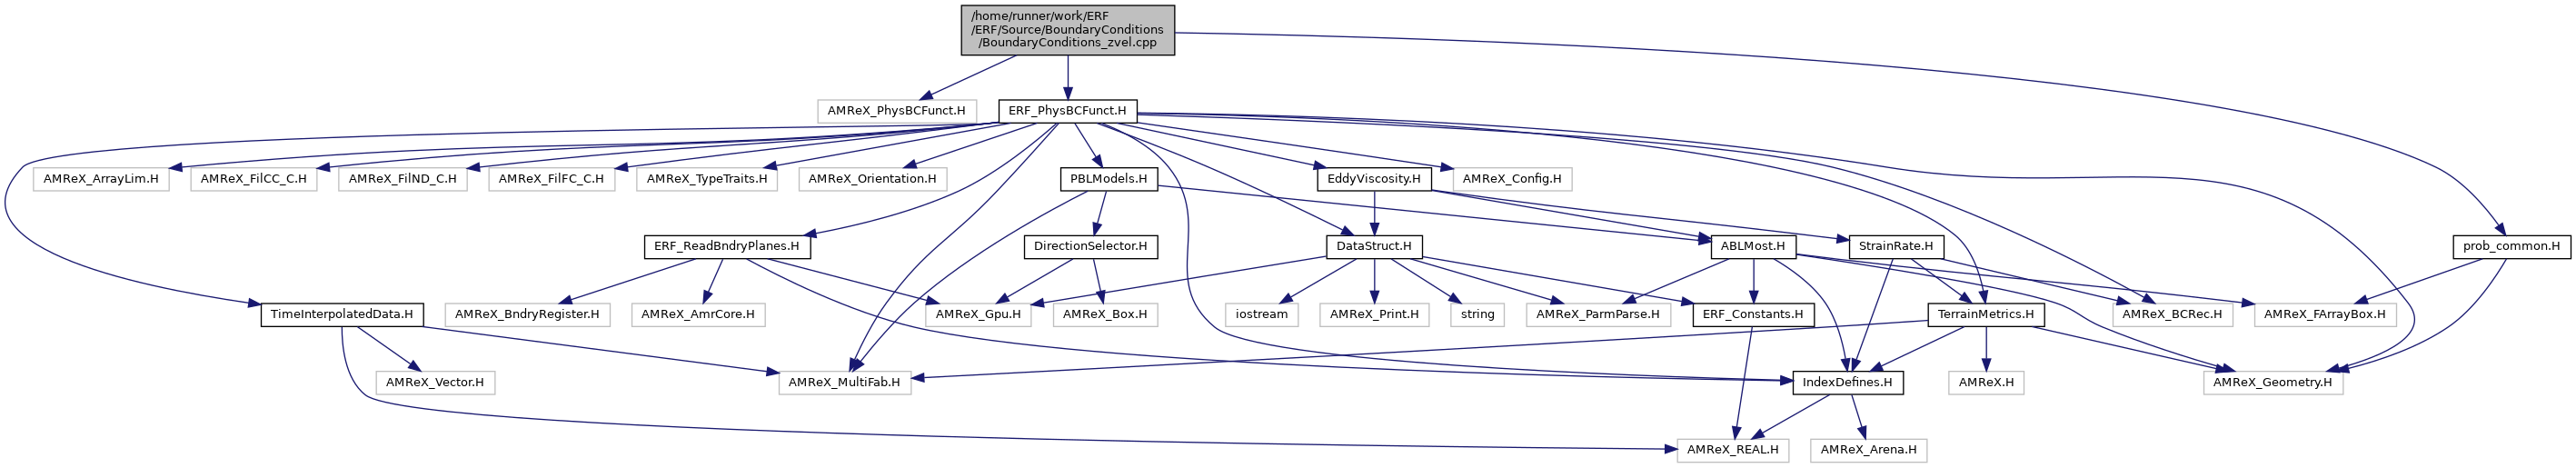 /home/runner/work/ERF
/ERF/Source/BoundaryConditions
/BoundaryConditions_zvel.cpp
AMReX_PhysBCFunct.H
ERF_PhysBCFunct.H
AMReX_ArrayLim.H
AMReX_FilCC_C.H
AMReX_FilND_C.H
AMReX_FilFC_C.H
AMReX_TypeTraits.H
AMReX_Orientation.H
PBLModels.H
EddyViscosity.H
AMReX_Config.H
ERF_ReadBndryPlanes.H
DirectionSelector.H
DataStruct.H
ABLMost.H
StrainRate.H
prob_common.H
TimeInterpolatedData.H
AMReX_BndryRegister.H
AMReX_AmrCore.H
AMReX_Gpu.H
AMReX_Box.H
iostream
AMReX_Print.H
string
AMReX_ParmParse.H
ERF_Constants.H
TerrainMetrics.H
AMReX_BCRec.H
AMReX_FArrayBox.H
AMReX_Vector.H
AMReX_MultiFab.H
IndexDefines.H
AMReX.H
AMReX_Geometry.H
AMReX_REAL.H
AMReX_Arena.H